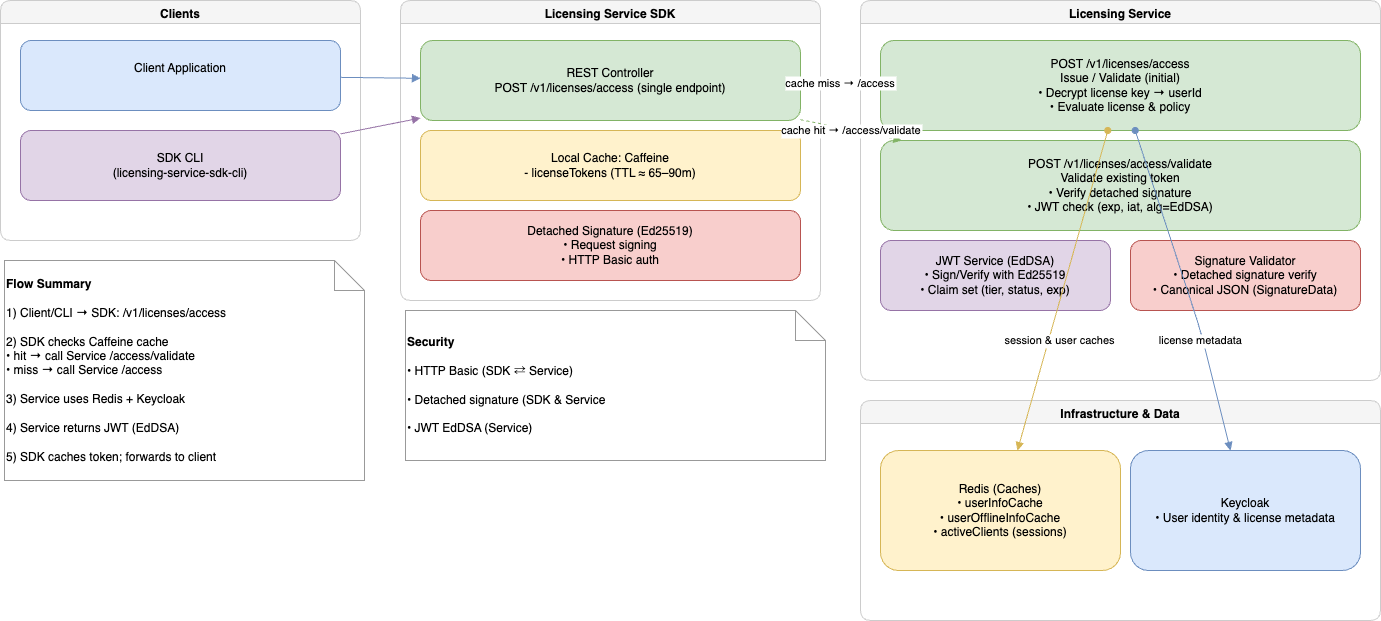 Clients
Client Application
SDK CLI
(licensing-service-sdk-cli)
Flow Summary
1) Client/CLI → SDK: /v1/licenses/access
2) SDK checks Caffeine cache
• hit → call Service /access/validate
• miss → call Service /access
3) Service uses Redis + Keycloak
4) Service returns JWT (EdDSA)
5) SDK caches token; forwards to client
Licensing Service SDK
REST Controller
POST /v1/licenses/access (single endpoint)
Local Cache: Caffeine
- licenseTokens (TTL ≈ 65–90m)
Detached Signature (Ed25519)
• Request signing
• HTTP Basic auth
Security
• HTTP Basic (SDK ⇄ Service)
• Detached signature (SDK & Service
• JWT EdDSA (Service)
cache miss → /access
cache hit → /access/validate
Licensing Service
POST /v1/licenses/access
Issue / Validate (initial)
• Decrypt license key → userId
• Evaluate license & policy
POST /v1/licenses/access/validate
Validate existing token
• Verify detached signature
• JWT check (exp, iat, alg=EdDSA)
JWT Service (EdDSA)
• Sign/Verify with Ed25519
• Claim set (tier, status, exp)
Signature Validator
• Detached signature verify
• Canonical JSON (SignatureData)
session & user caches
license metadata
Infrastructure & Data
Redis (Caches)
• userInfoCache
• userOfflineInfoCache
• activeClients (sessions)
Keycloak
• User identity & license metadata